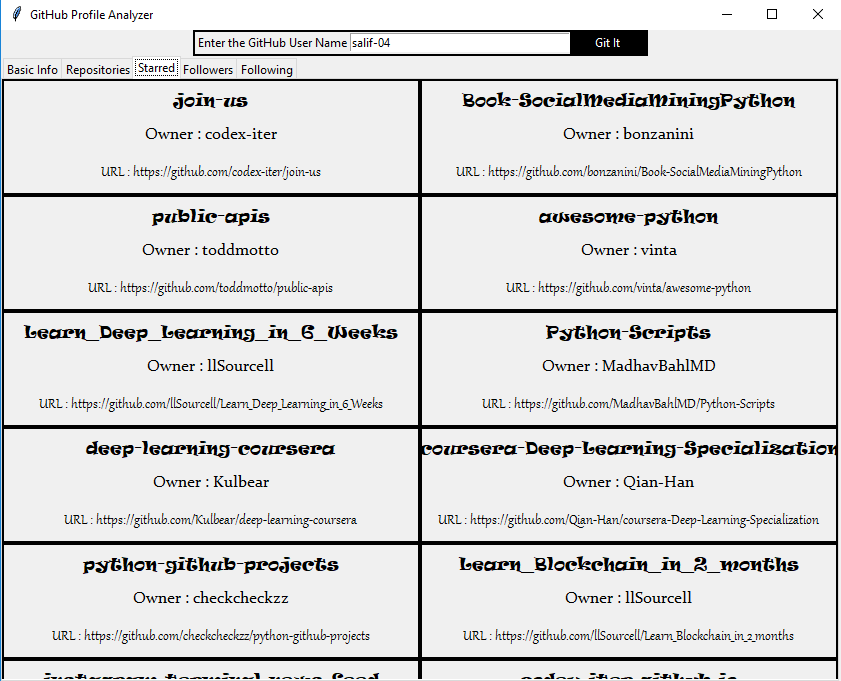 GitHub Profile Analyzer
Enter the GitHub User Name salif-04 Git It
Basic Info Repositories Starred Followers Following
join-us
Owner : codex-iter
URL : https://github.com/codex-iter/join-us
Book-SocialMediaMiningPython
Owner : bonzanini
URL : https://github.com/bonzanini/Book-SocialMediaMiningPython
public-apis
Owner : toddmotto
URL : https://github.com/toddmotto/public-apis
awesome-python
Owner : vinta
URL : https://github.com/vinta/awesome-python
Learn_Deep_Learning_in_6_Weeks
Owner : llSourcell
URL : https://github.com/llSourcell/Learn_Deep_Learning_in_6_Weeks
Python-Scripts
Owner : MadhavBahlMD
URL : https://github.com/MadhavBahlMD/Python-Scripts
deep-learning-coursera
Owner : Kulbear
URL : https://github.com/Kulbear/deep-learning-coursera
coursera-Deep-Learning-Specialization
Owner : Qian-Han
URL : https://github.com/Qian-Han/coursera-Deep-Learning-Specialization
python-github-projects
Owner : checkcheckzz
URL : https://github.com/checkcheckzz/python-github-projects
Learn_Blockchain_in_2_months
Owner : llSourcell
URL : https://github.com/llSourcell/Learn_Blockchain_in_2_months
codex-iter.github.io